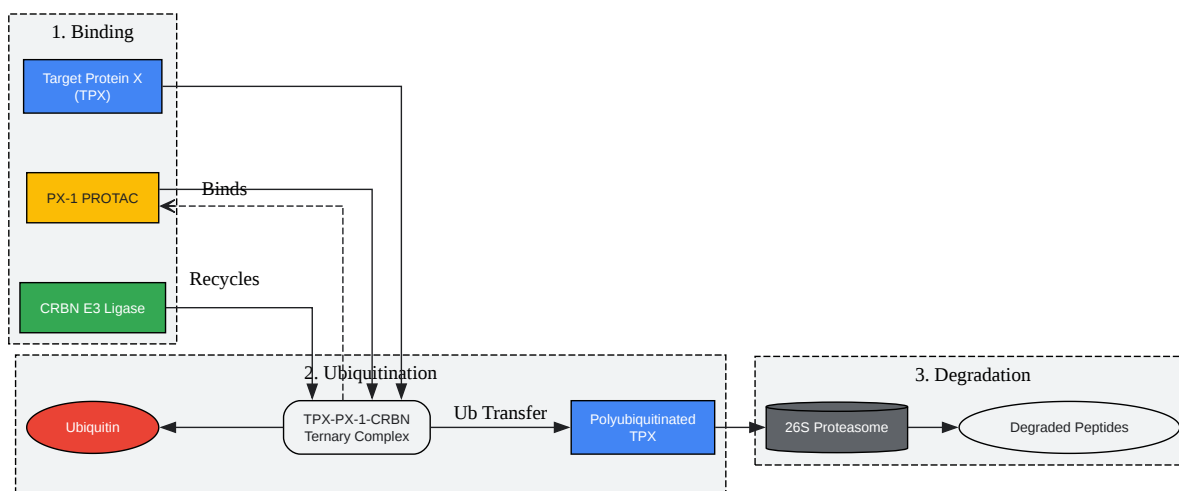 1. Binding
Target Protein X
(TPX)
PX-1 PROTAC
Binds
CRBN E3 Ligase
Recycles
2. Ubiquitination
Ubiquitin
TPX-PX-1-CRBN
Ternary Complex
Ub Transfer
Polyubiquitinated
TPX
3. Degradation
26S Proteasome
Degraded Peptides